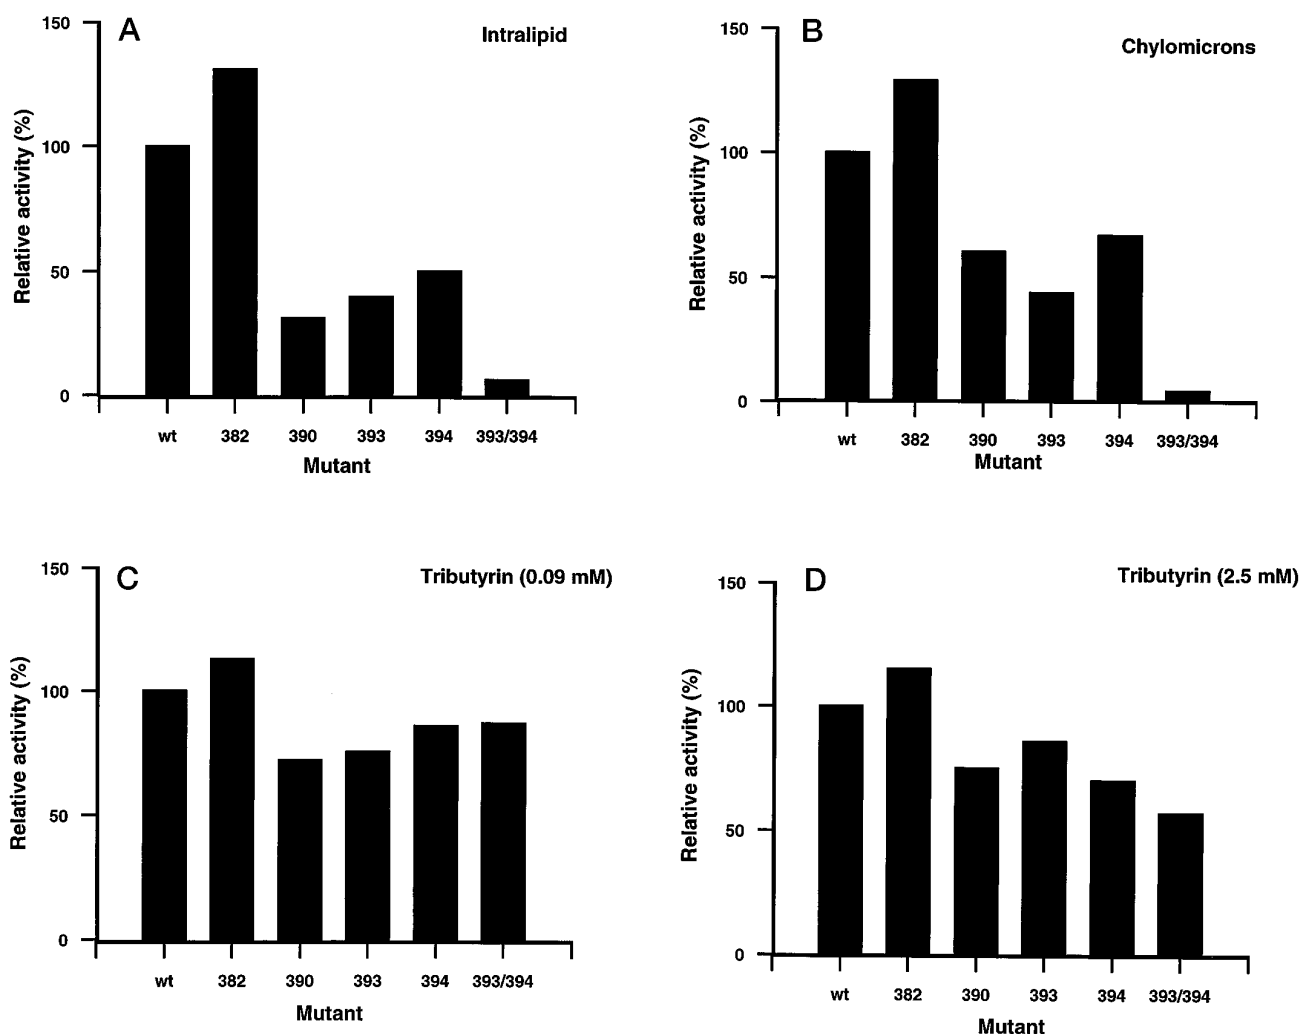 A
Intralipid
150
100
50
0
Relative activity (%)
wt 382 390 393 394 393/394
Mutant
B
Chylomicrons
150
100
50
0
Relative activity (%)
wt 382 390 393 394 393/394
Mutant
C
Tributyrin (0.09 mM)
150
100
50
0
Relative activity (%)
wt 382 390 393 394 393/394
Mutant
D
Tributyrin (2.5 mM)
150
100
50
0
Relative activity (%)
wt 382 390 393 394 393/394
Mutant